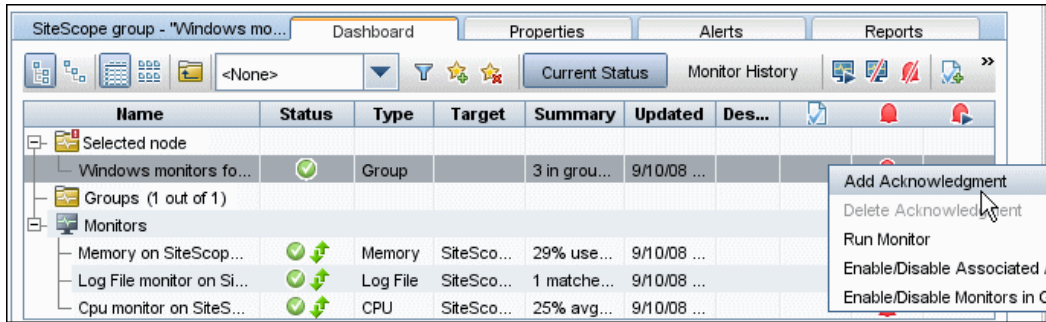 SiteScope group - "Windows mo...
Dashboard
Properties
Alerts
Reports
<None>
Current Status
Monitor History
»
Name Status Type Target Summary Updated Des...
Selected node
Windows monitors fo... Group 3 in grou... 9/10/08 ...
Groups (1 out of 1)
Monitors
Memory on SiteScop... Memory SiteSco... 29% use... 9/10/08 ...
Log File monitor on Si... Log File SiteSco... 1 matche... 9/10/08 ...
Cpu monitor on SiteS... CPU SiteSco... 25% avg... 9/10/08 ...
Add Acknowledgment
Delete Acknowledgment
Run Monitor
Enable/Disable Associated
Enable/Disable Monitors in